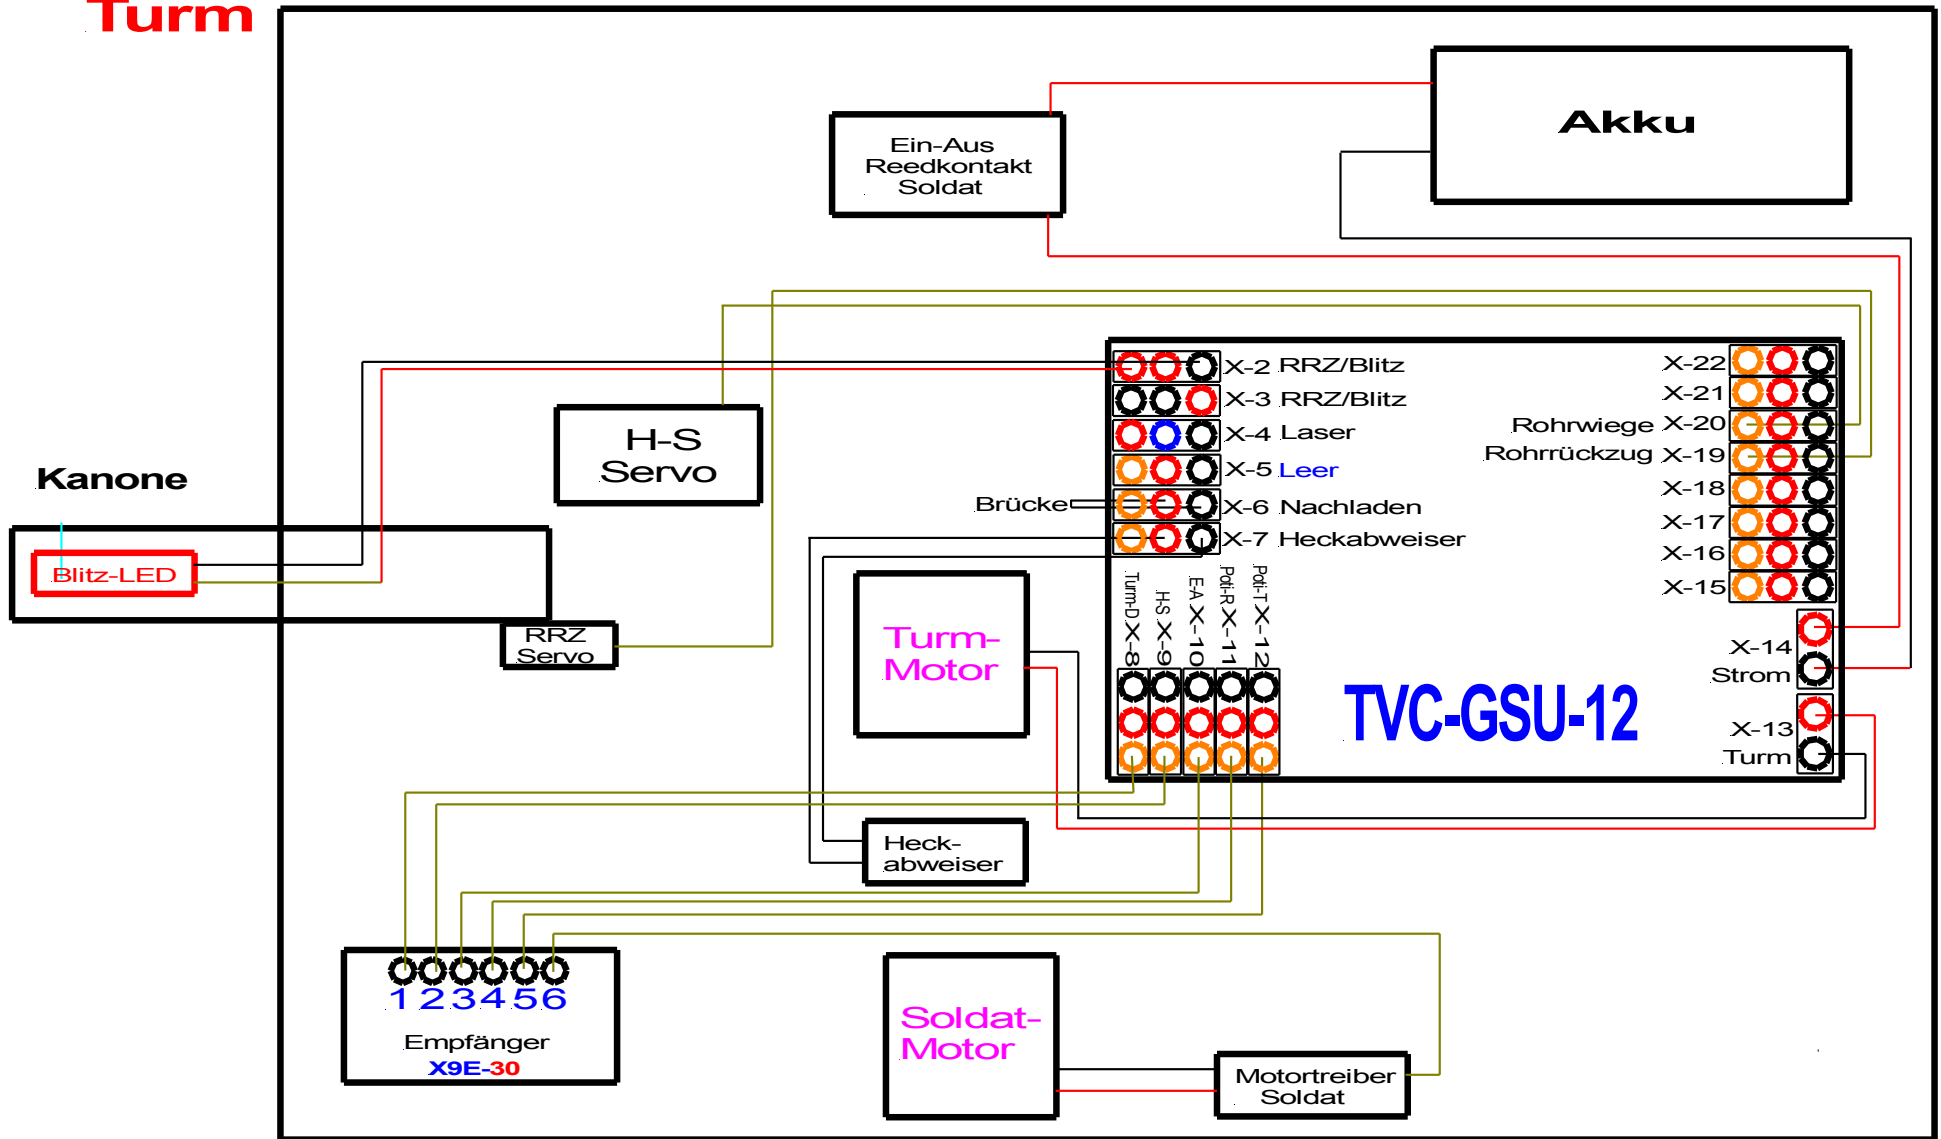 Turm
Akku
Ein-Aus
Reedkontakt
Soldat
X-2 RRZ/Blitz
X-3 RRZ/Blitz
X-4 Laser
X-5 Leer
Brücke
X-6 Nachladen
X-7 Heckabweiser
X-22
X-21
Rohrwiege X-20
Rohrrückzug X-19
X-18
X-17
X-16
X-15
X-14
Strom
X-13
Turm
H-S
Servo
Kanone
Blitz-LED
RRZ
Servo
Turm-
Motor
Turm-D X-8
H-S X-9
E-A X-10
Poti-R X-11
Poti-T X-12
TVC-GSU-12
Heck-
abweiser
1 2 3 4 5 6
Empfänger
X9E-30
Soldat-
Motor
Motortreiber
Soldat